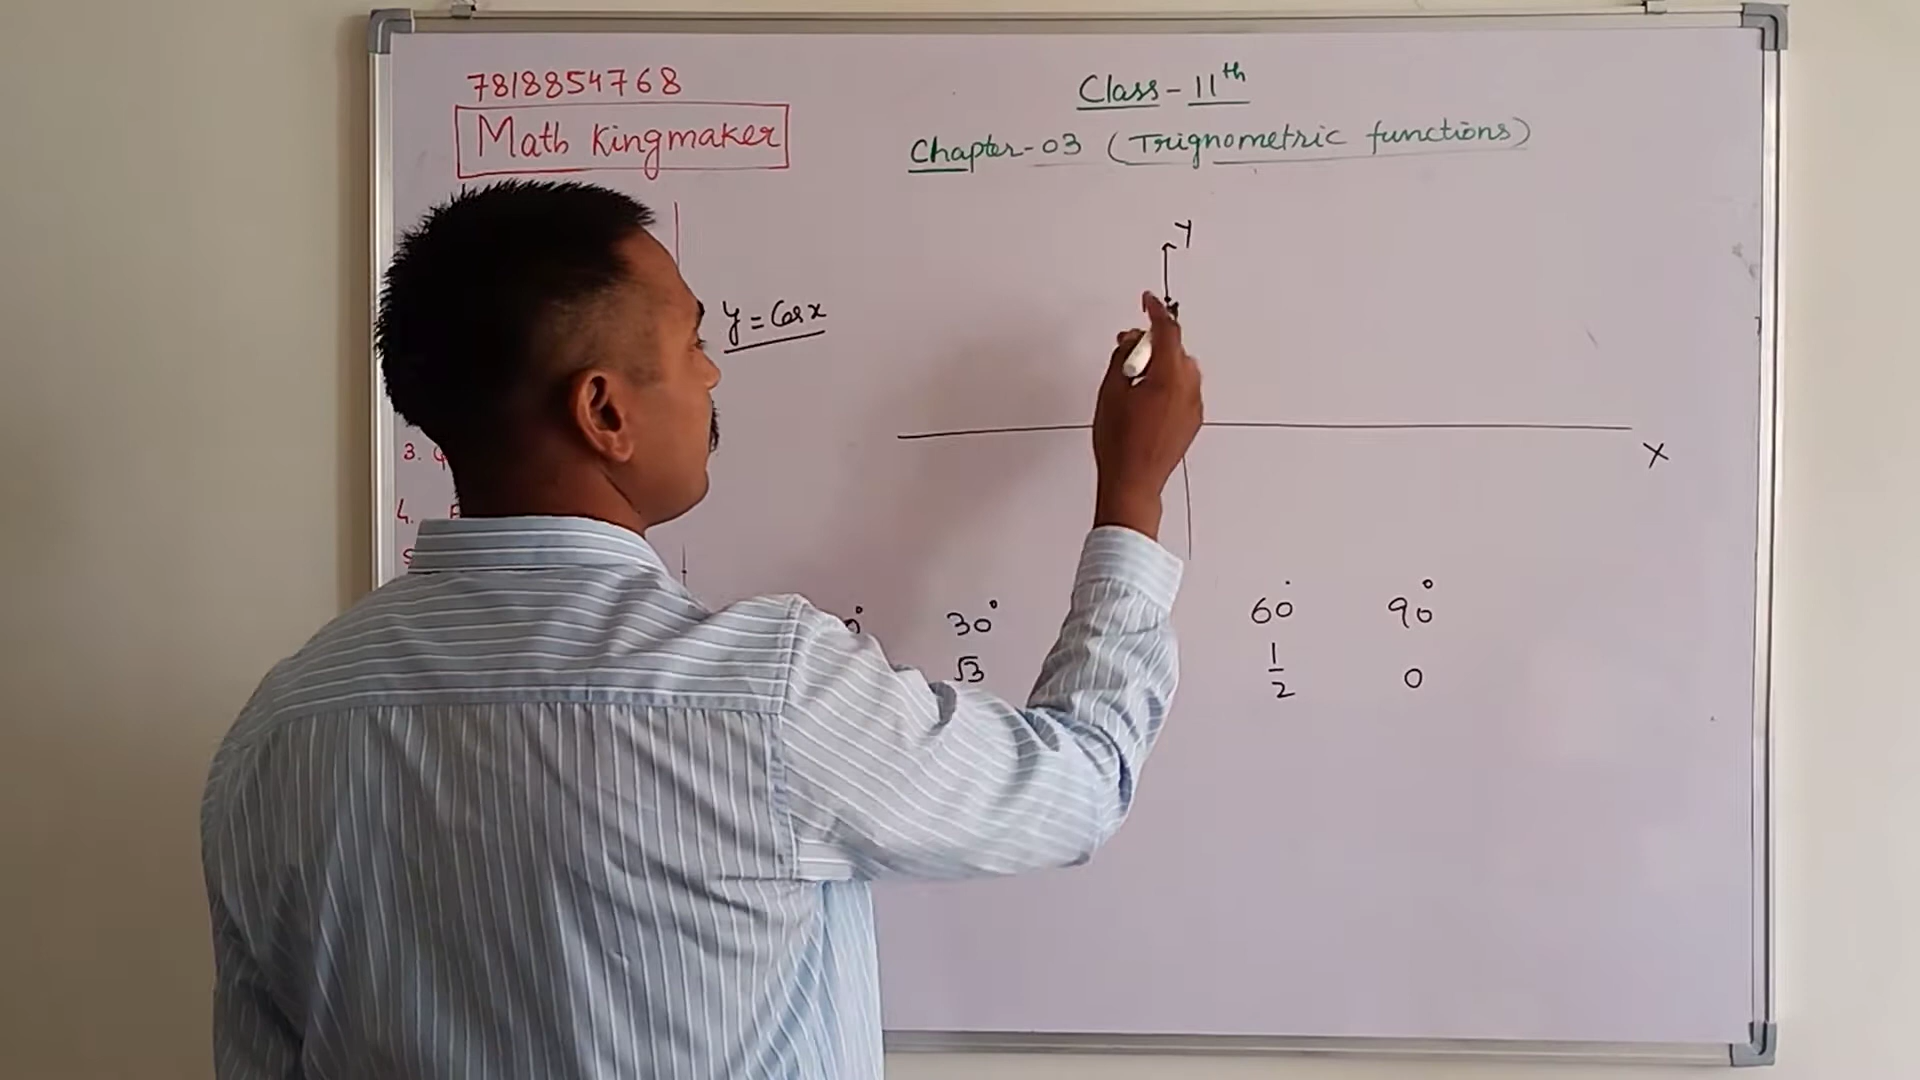 7818854768
Math Kingmaker
Class - 11th
Chapter-03 (Trignometric functions)
Y
y = Cos x
X
3.
4.
0° 30° 60° 90°
√3 1/2 0